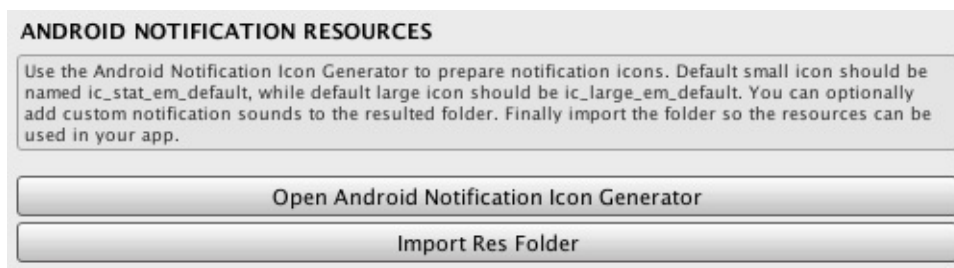 ANDROID NOTIFICATION RESOURCES
Use the Android Notification Icon Generator to prepare notification icons. Default small icon should be
named ic_stat_em_default, while default large icon should be ic_large_em_default. You can optionally
add custom notification sounds to the resulted folder. Finally import the folder so the resources can be
used in your app.
Open Android Notification Icon Generator
Import Res Folder